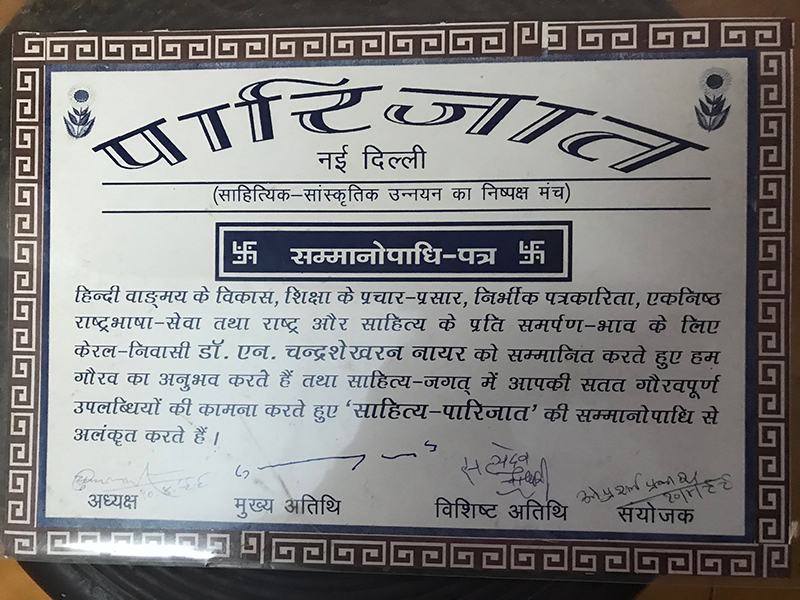 पारिजात
नई दिल्ली
(साहित्यिक–सांस्कृतिक उन्नयन का निष्पक्ष मंच)
सम्मानोपाधि-पत्र
हिन्दी वाङ्मय के विकास, शिक्षा के प्रचार-प्रसार, निर्भीक पत्रकारिता, एकनिष्ठ
राष्ट्रभाषा-सेवा तथा राष्ट्र और साहित्य के प्रति समर्पण-भाव के लिए
केरल-निवासी डॉ. एन. चन्द्रशेखरन नायर को सम्मानित करते हुए हम
गौरव का अनुभव करते हैं तथा साहित्य-जगत् में आपकी सतत गौरवपूर्ण
उपलब्धियों की कामना करते हुए ‘साहित्य-पारिजात’ की सम्मानोपाधि से
अलंकृत करते हैं।
अध्यक्ष मुख्य अतिथि विशिष्ट अतिथि संयोजक